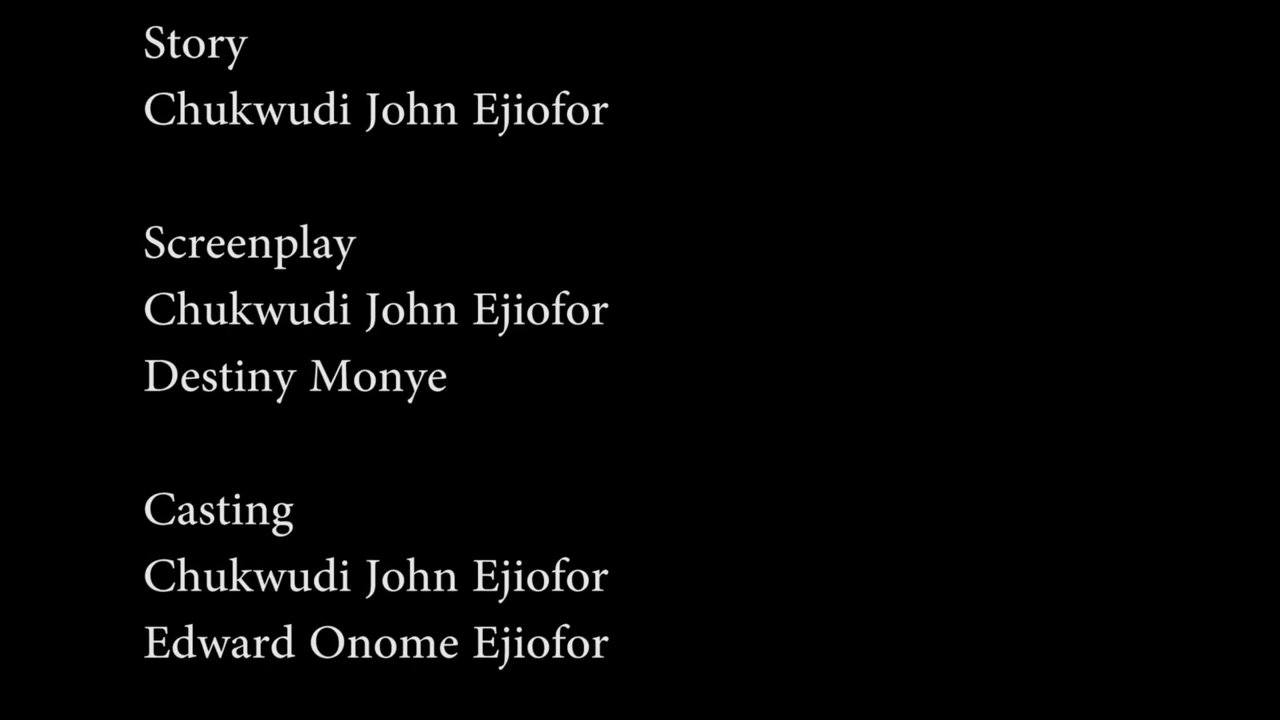 Story
Chukwudi John Ejiofor
Screenplay
Chukwudi John Ejiofor
Destiny Monye
Casting
Chukwudi John Ejiofor
Edward Onome Ejiofor